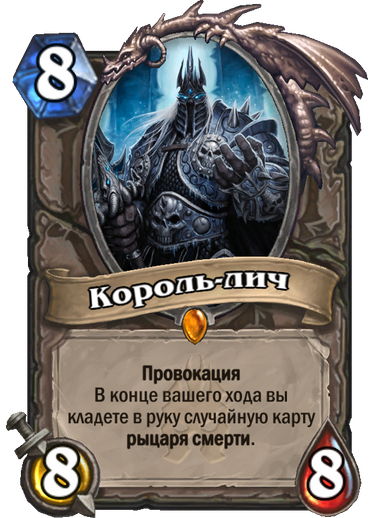 8
Король-лич
Провокация
В конце вашего хода вы
кладете в руку случайную карту
рыцаря смерти.
8
8